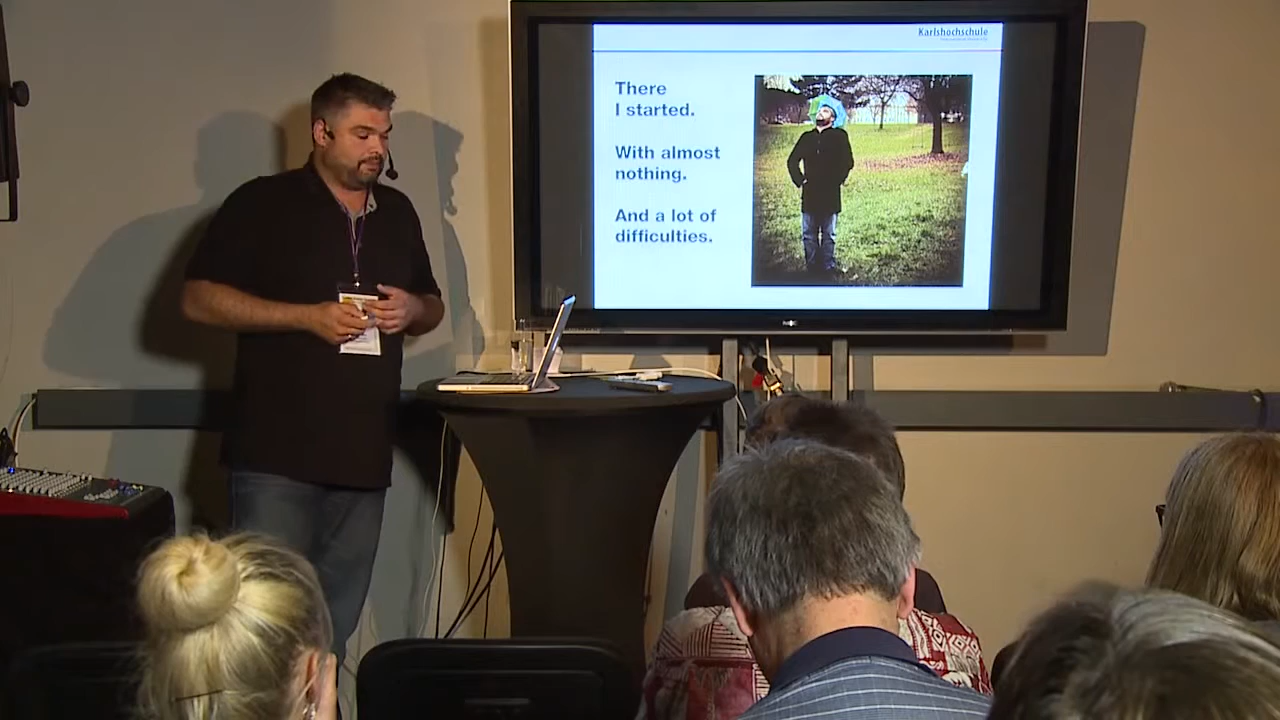 Karlshochschule
There
I started.
With almost
nothing.
And a lot of
difficulties.